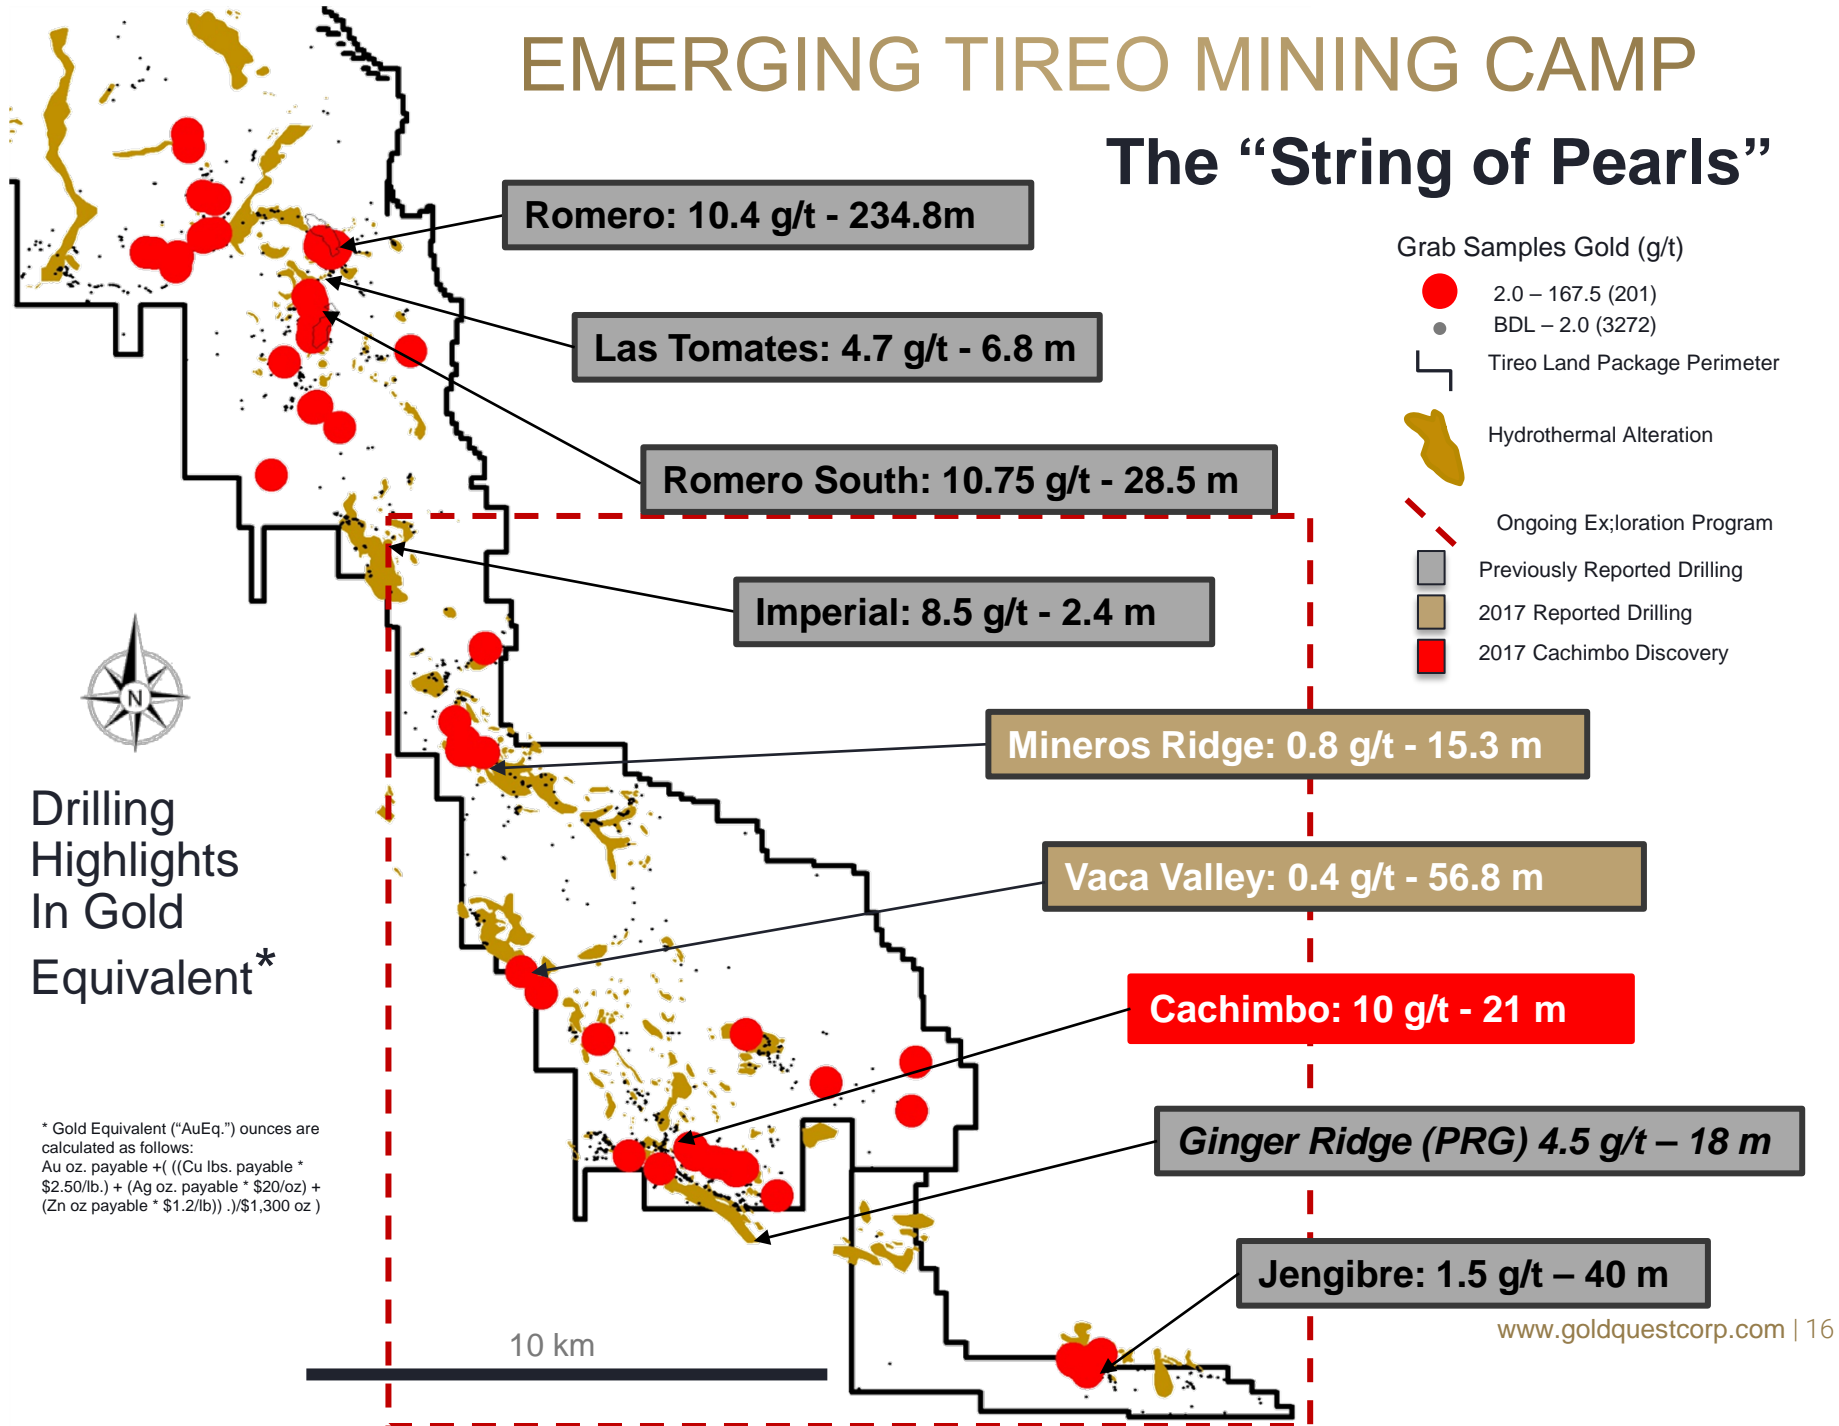 EMERGING TIREO MINING CAMP
The “String of Pearls”
Romero: 10.4 g/t - 234.8m
Las Tomates: 4.7 g/t - 6.8 m
Romero South: 10.75 g/t - 28.5 m
Imperial: 8.5 g/t - 2.4 m
Mineros Ridge: 0.8 g/t - 15.3 m
Vaca Valley: 0.4 g/t - 56.8 m
Cachimbo: 10 g/t - 21 m
Ginger Ridge (PRG) 4.5 g/t – 18 m
Jengibre: 1.5 g/t – 40 m
Grab Samples Gold (g/t)
2.0 – 167.5 (201)
BDL – 2.0 (3272)
Tireo Land Package Perimeter
Hydrothermal Alteration
Ongoing Ex;loration Program
Previously Reported Drilling
2017 Reported Drilling
2017 Cachimbo Discovery
N
Drilling
Highlights
In Gold
Equivalent*
* Gold Equivalent (“AuEq.”) ounces are
calculated as follows:
Au oz. payable +( ((Cu lbs. payable *
$2.50/lb.) + (Ag oz. payable * $20/oz) +
(Zn oz payable * $1.2/lb)) .)/$1,300 oz )
10 km
www.goldquestcorp.com | 16